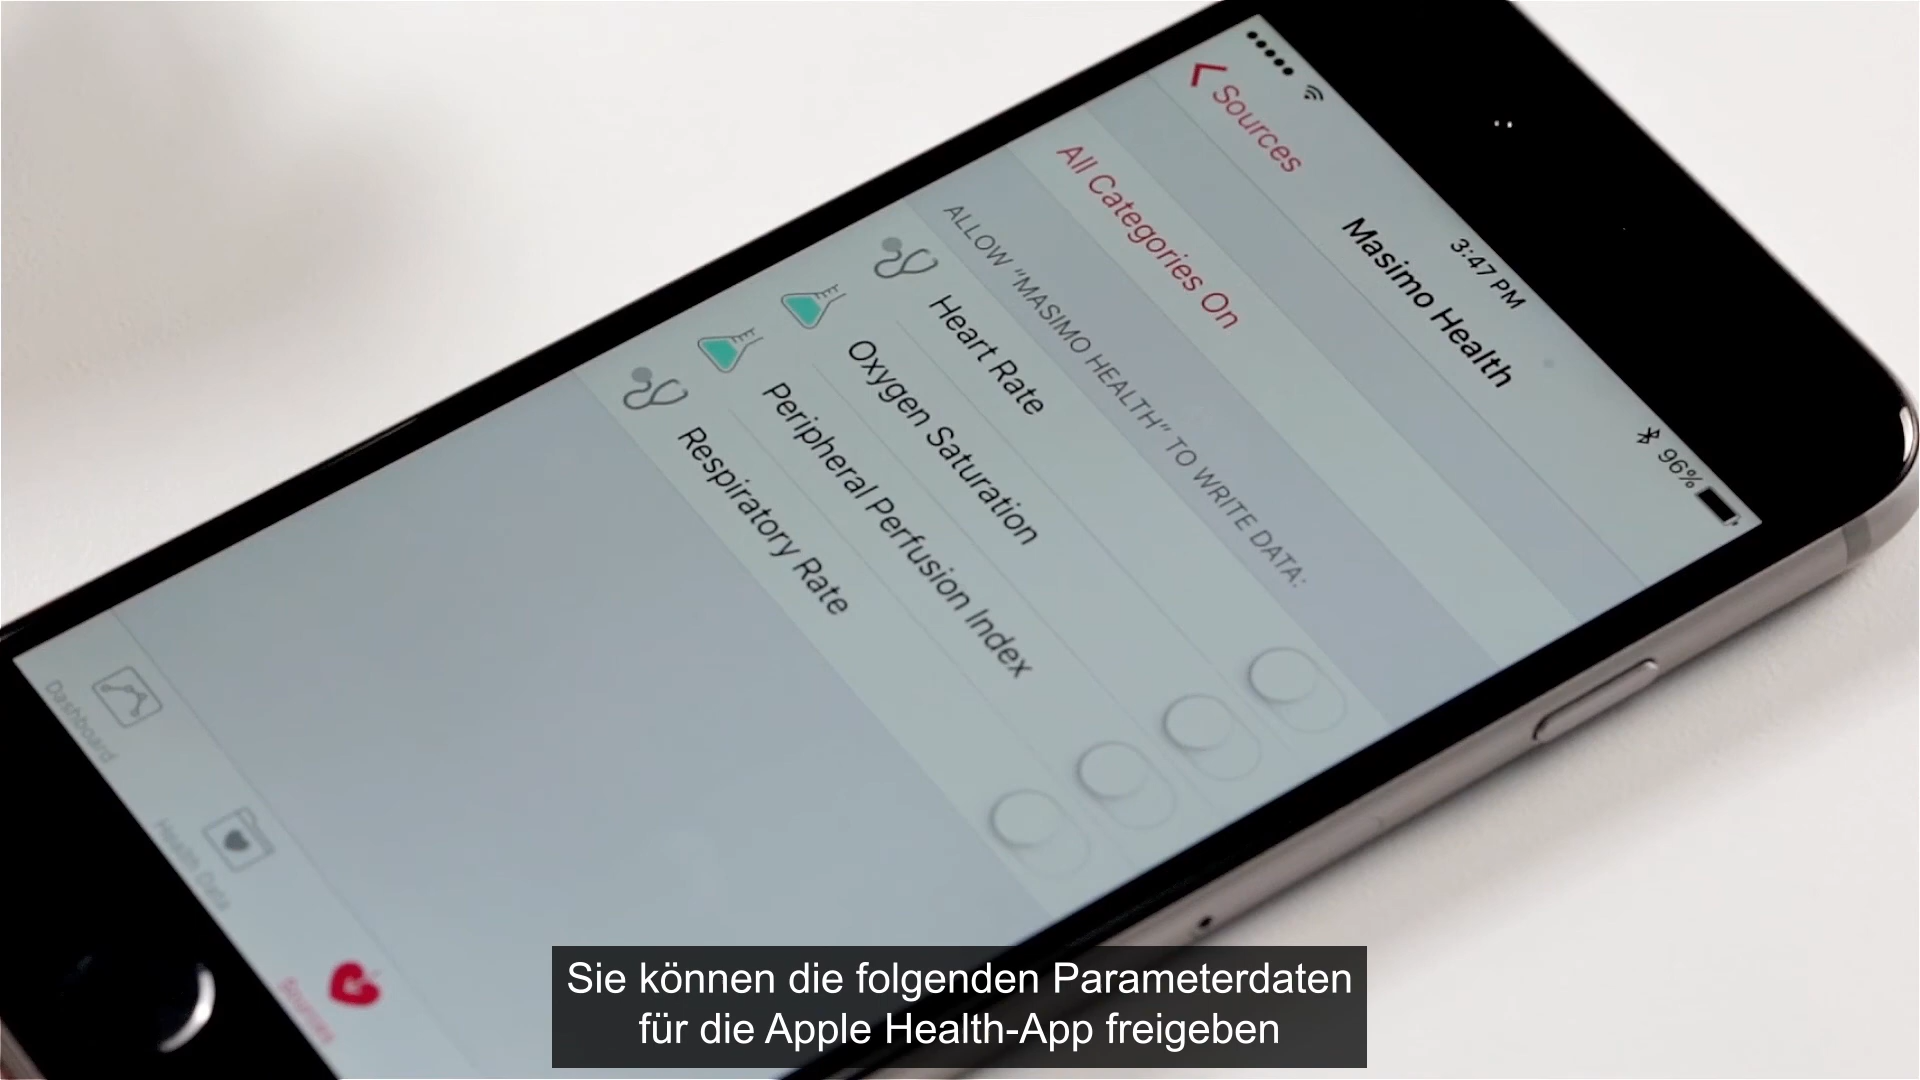 3:47 PM
96%
Sources
Masimo Health
All Categories On
ALLOW "MASIMO HEALTH" TO WRITE DATA:
Heart Rate
Oxygen Saturation
Peripheral Perfusion Index
Respiratory Rate
Dashboard
Health Data
Sources
Sie können die folgenden Parameterdaten
für die Apple Health-App freigeben